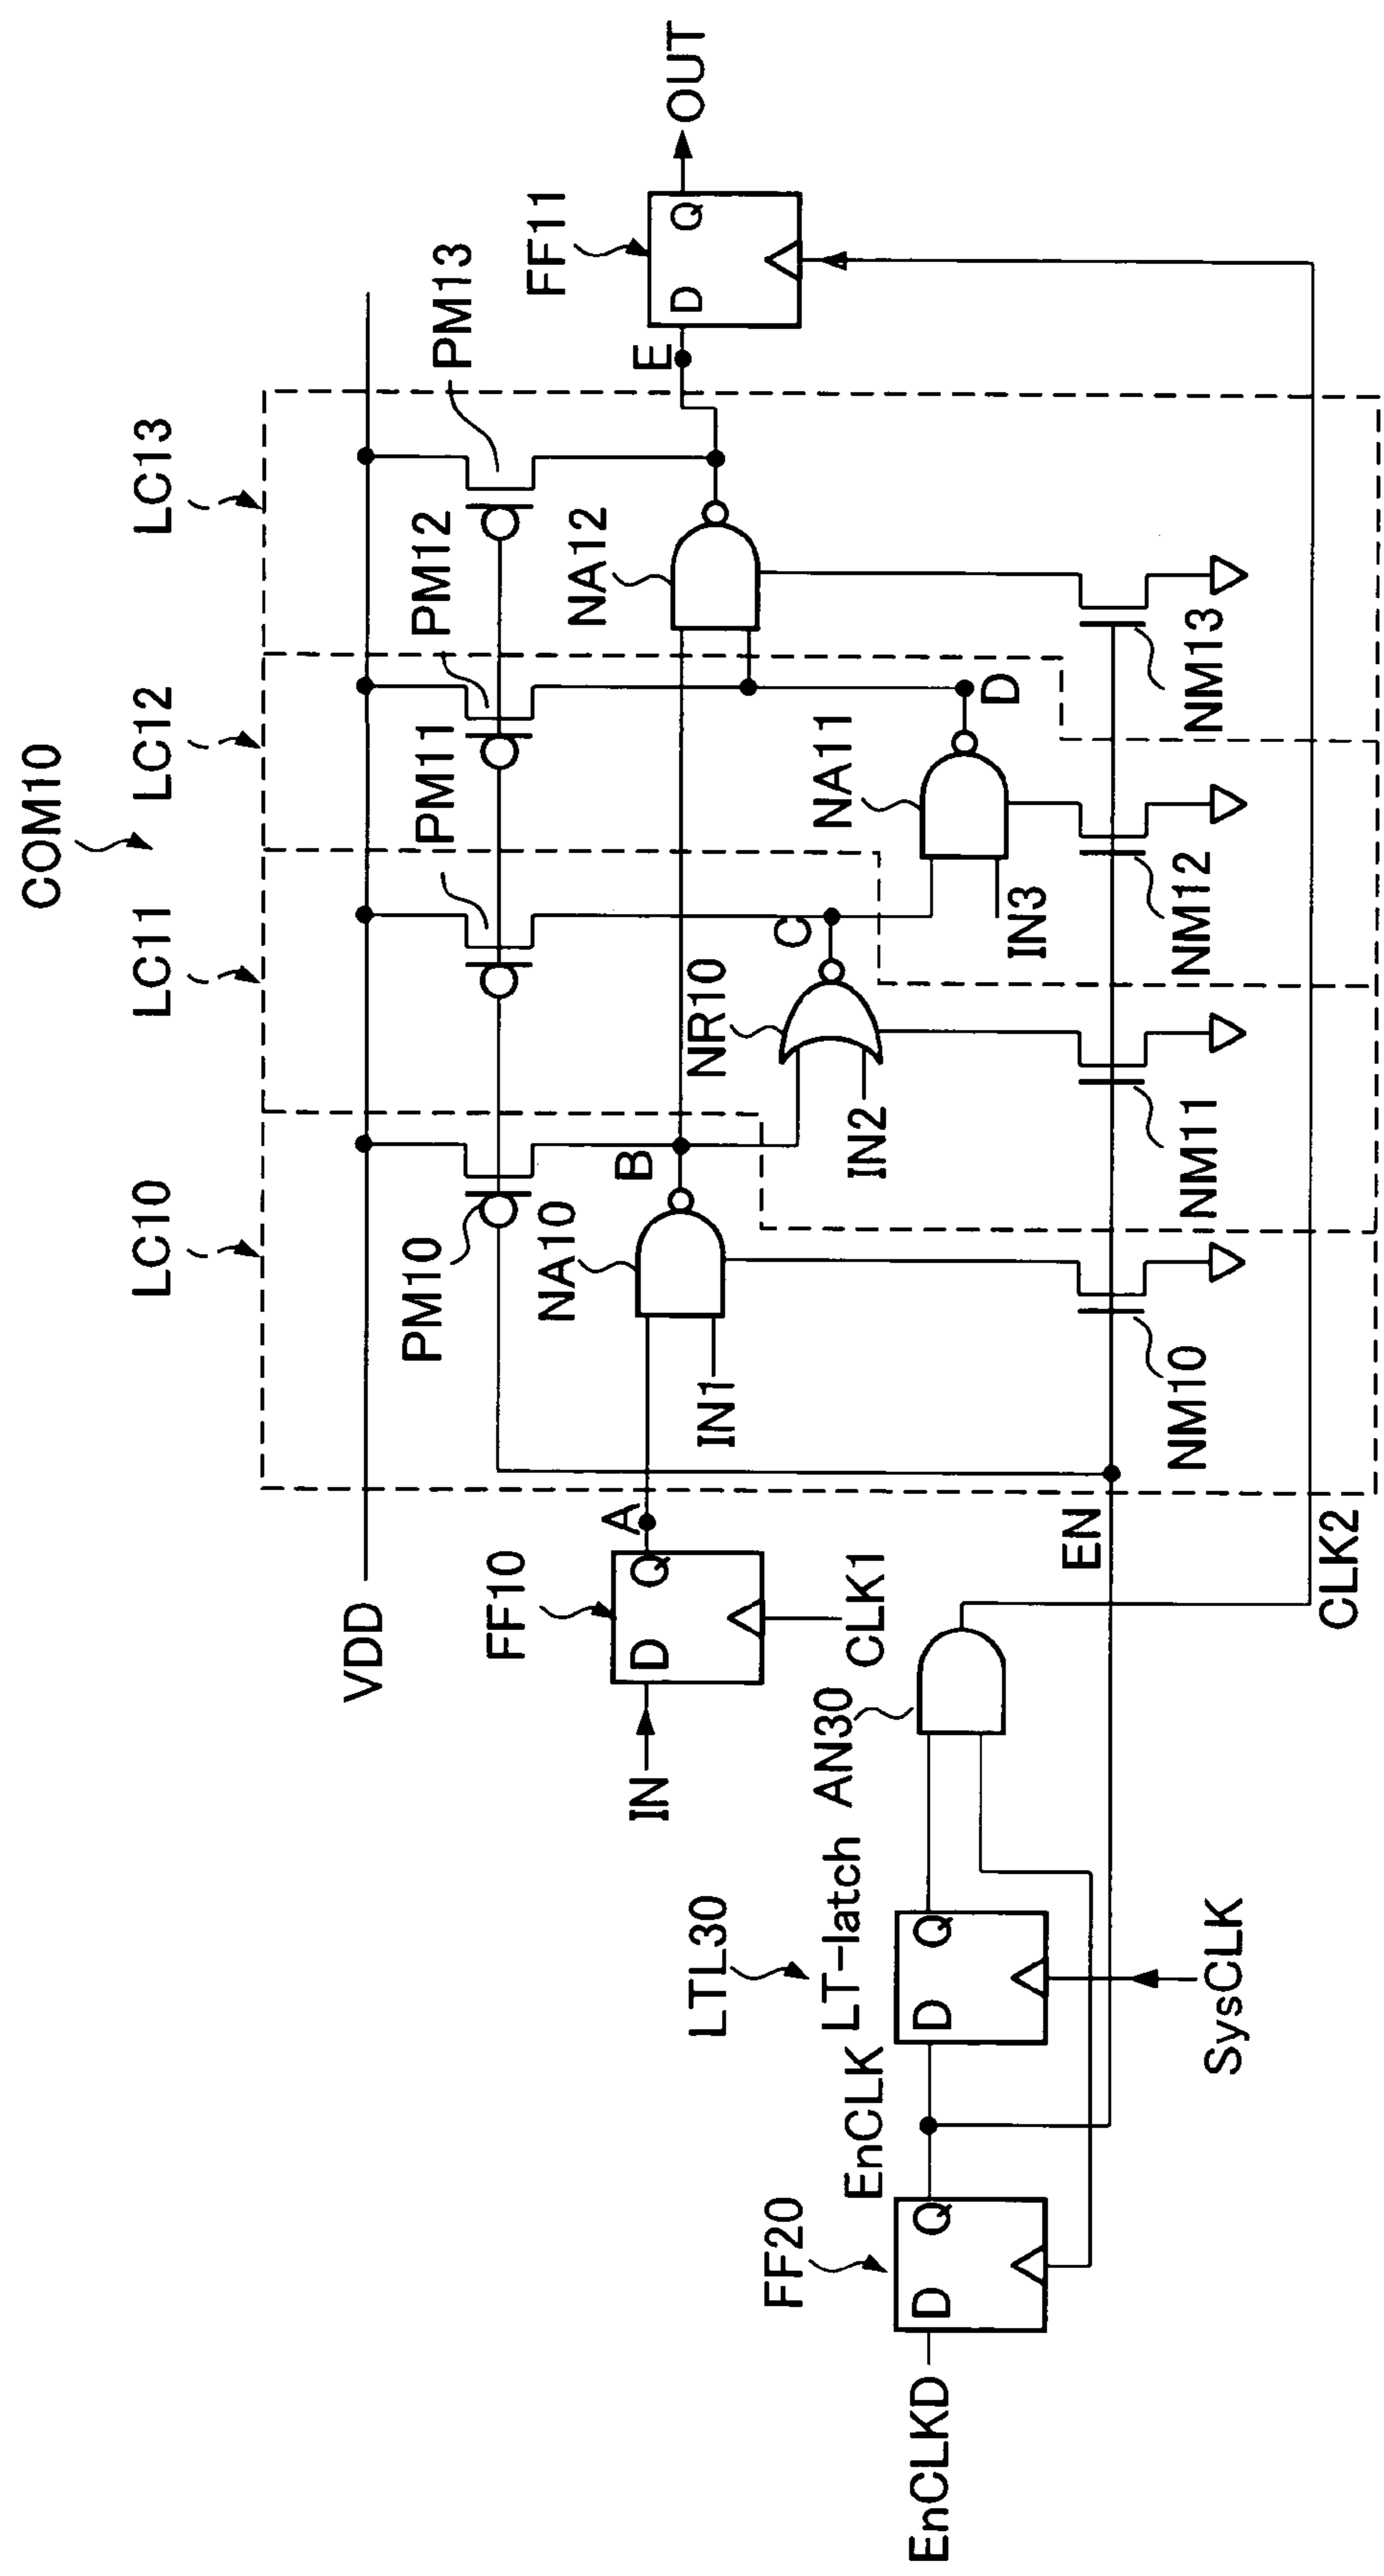 COM10
LC10
LC11
LC12
LC13
VDD
PM10
PM11
PM12
PM13
FF10
NA10
NA12
FF11
IN
D
Q
A
IN1
B
E
D
Q
OUT
CLK1
NR10
IN2
C
NA11
IN3
D
FF20
LTL30
LT-latch
AN30
EnCLKD
D
Q
EnCLK
D
Q
EN
NM10
NM11
NM12
NM13
SysCLK
CLK2